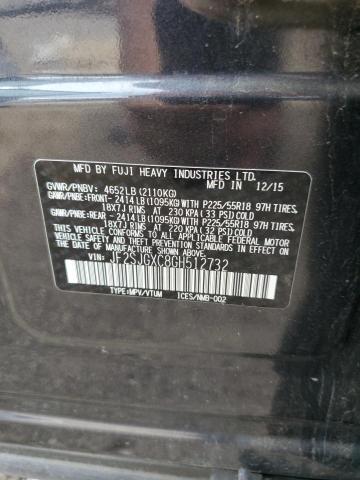 MFD BY FUJI HEAVY INDUSTRIES LTD.
GVWR/PNBV: 4652LB (2110KG) 12/15
GAWR/PNBE:FRONT- 2414LB (1095KG) WITH P225/55R18 97H TIRES,
18X7J RIMS AT 230 KPA (33 PSI) COLD
GAWR/PNBE:REAR - 2414LB (1095KG) WITH P225/55R18 97H TIRES,
18X7J RIMS AT 220 KPA (32 PSI) COLD
THIS VEHICLE CONFORMS TO ALL APPLICABLE FEDERAL
MOTOR VEHICLE SAFETY, BUMPER, AND THEFT PREVENTION
STANDARDS IN EFFECT ON THE DATE OF MANUFACTURE SHOWN ABOVE.
VIN: JF2SJGXC8GH512732
TYPE:MPV/VTUM ICES/NMB-002